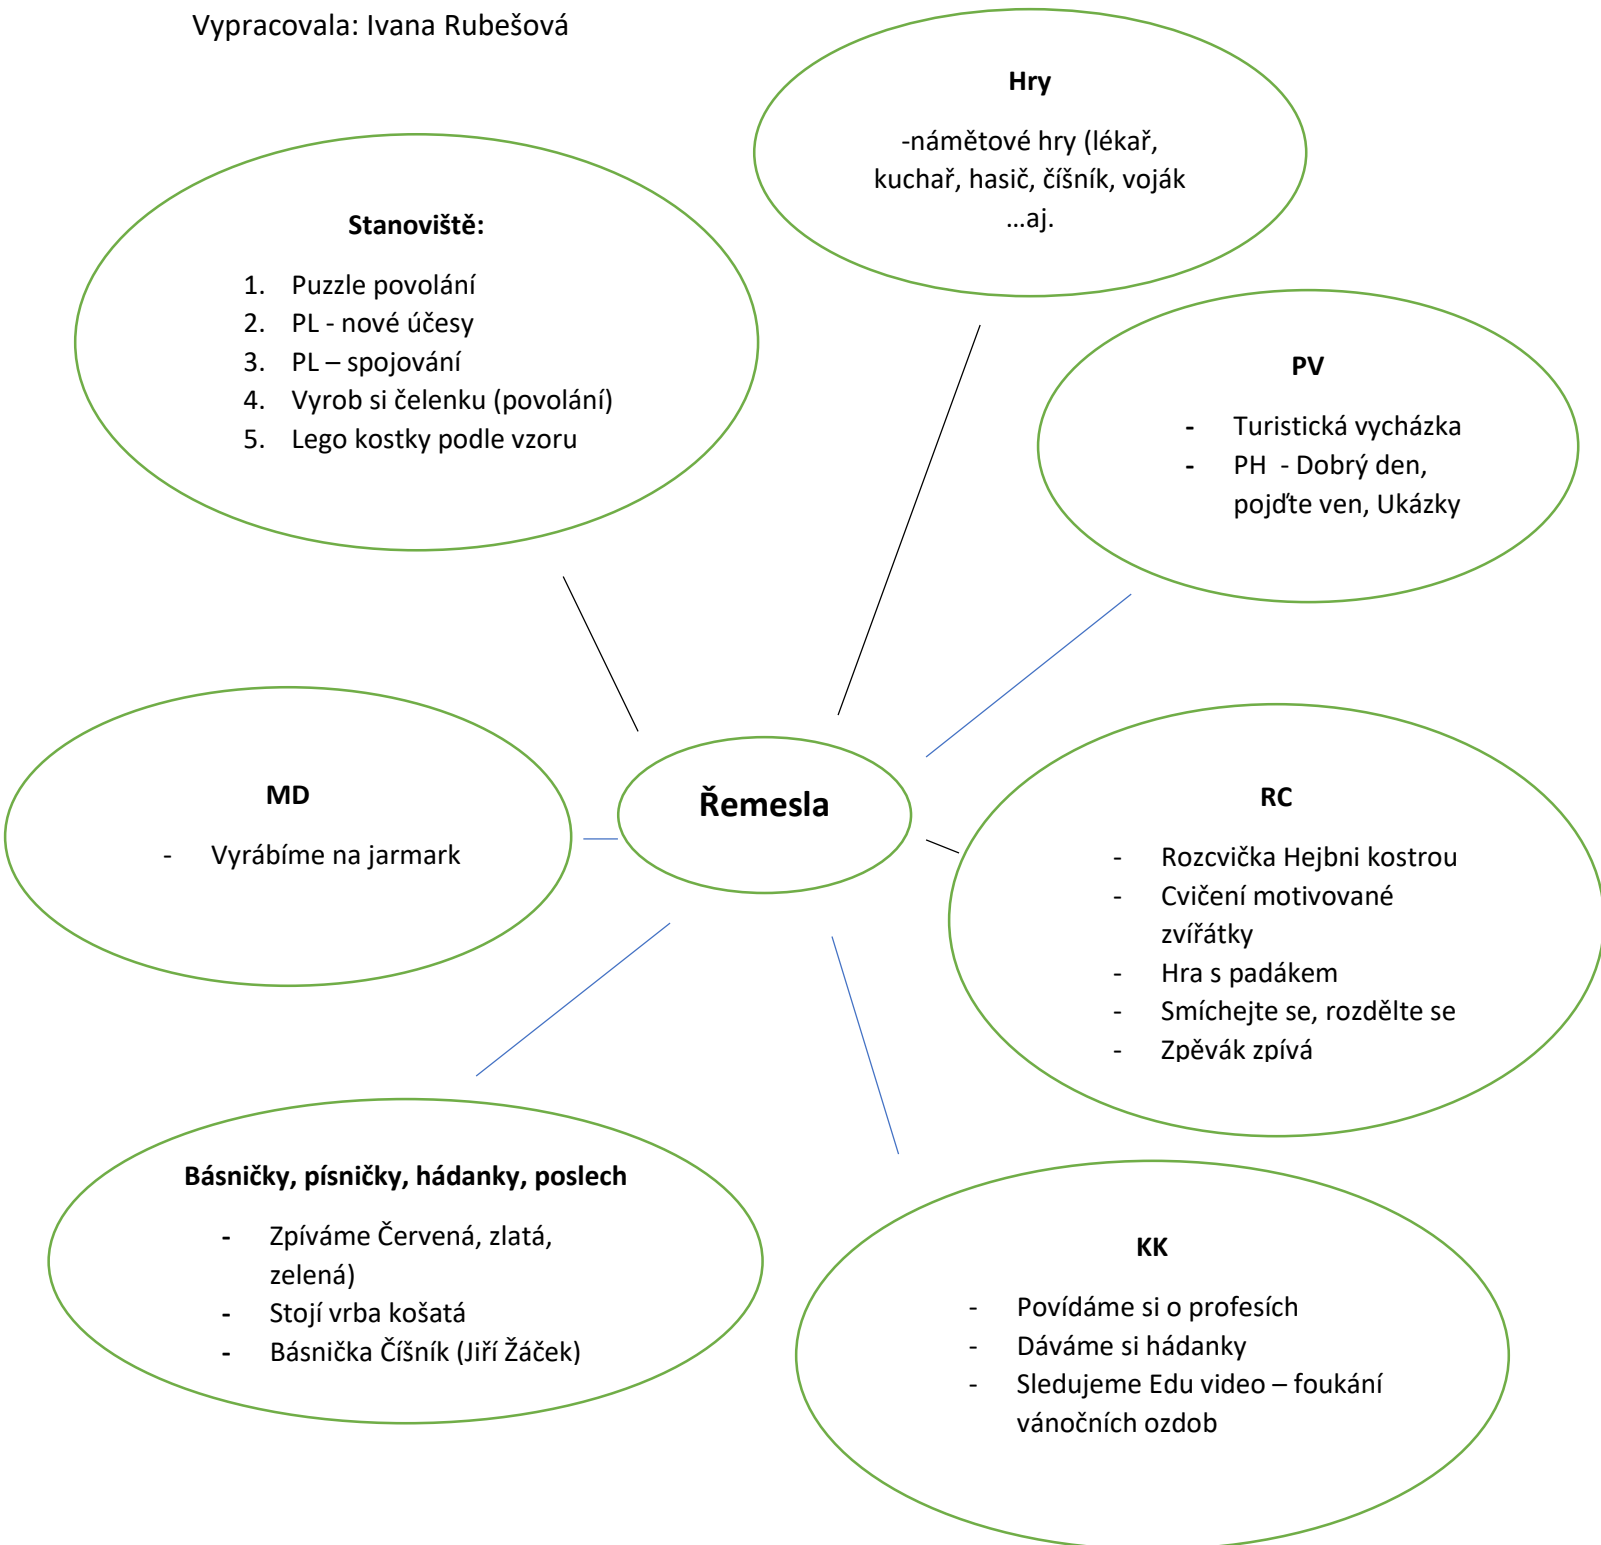 Vypracovala: Ivana Rubešová
Hry
-námětové hry (lékař,
kuchař, hasič, číšník, voják
...aj.
Stanoviště:
1. Puzzle povolání
2. PL - nové účesy
3. PL – spojování
4. Vyrob si čelenku (povolání)
5. Lego kostky podle vzoru
PV
- Turistická vycházka
- PH - Dobrý den,
pojďte ven, Ukázky
MD
- Vyrábíme na jarmark
Řemesla
RC
- Rozcvička Hejbni kostrou
- Cvičení motivované
zvířátky
- Hra s padákem
- Smíchejte se, rozdělte se
- Zpěvák zpívá
Básničky, písničky, hádanky, poslech
- Zpíváme Červená, zlatá,
zelená)
- Stojí vrba košatá
- Básnička Číšník (Jiří Žáček)
KK
- Povídáme si o profesích
- Dáváme si hádanky
- Sledujeme Edu video – foukání
vánočních ozdob